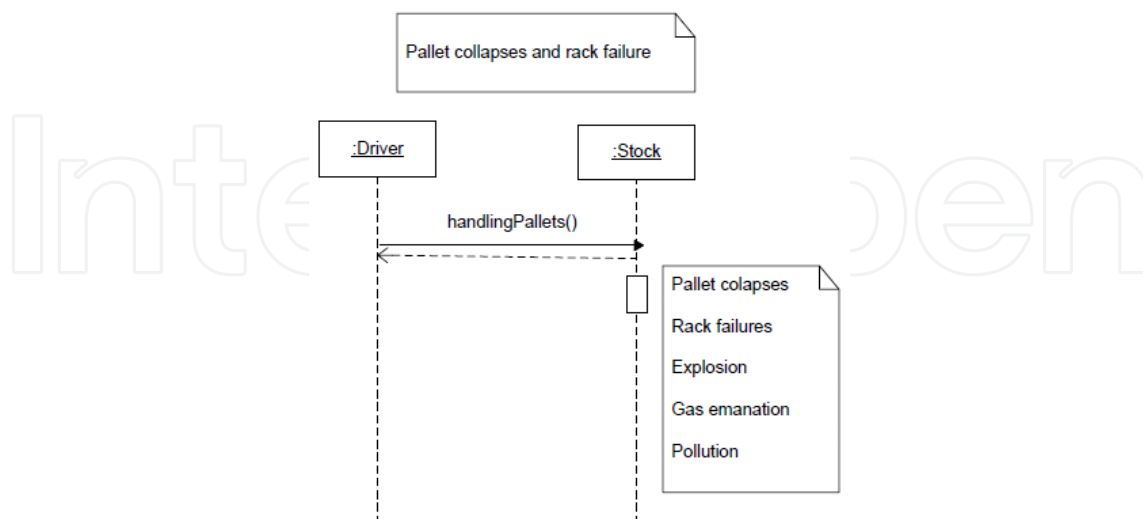 Pallet collapses and rack failure
:Driver
:Stock
handlingPallets()
Pallet colapses
Rack failures
Explosion
Gas emanation
Pollution